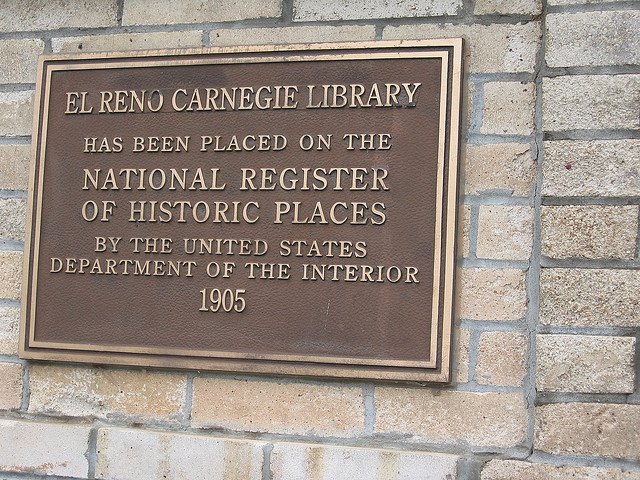 EL RENO CARNEGIE LIBRARY
HAS BEEN PLACED ON THE
NATIONAL REGISTER
OF HISTORIC PLACES
BY THE UNITED STATES
DEPARTMENT OF THE INTERIOR
1905